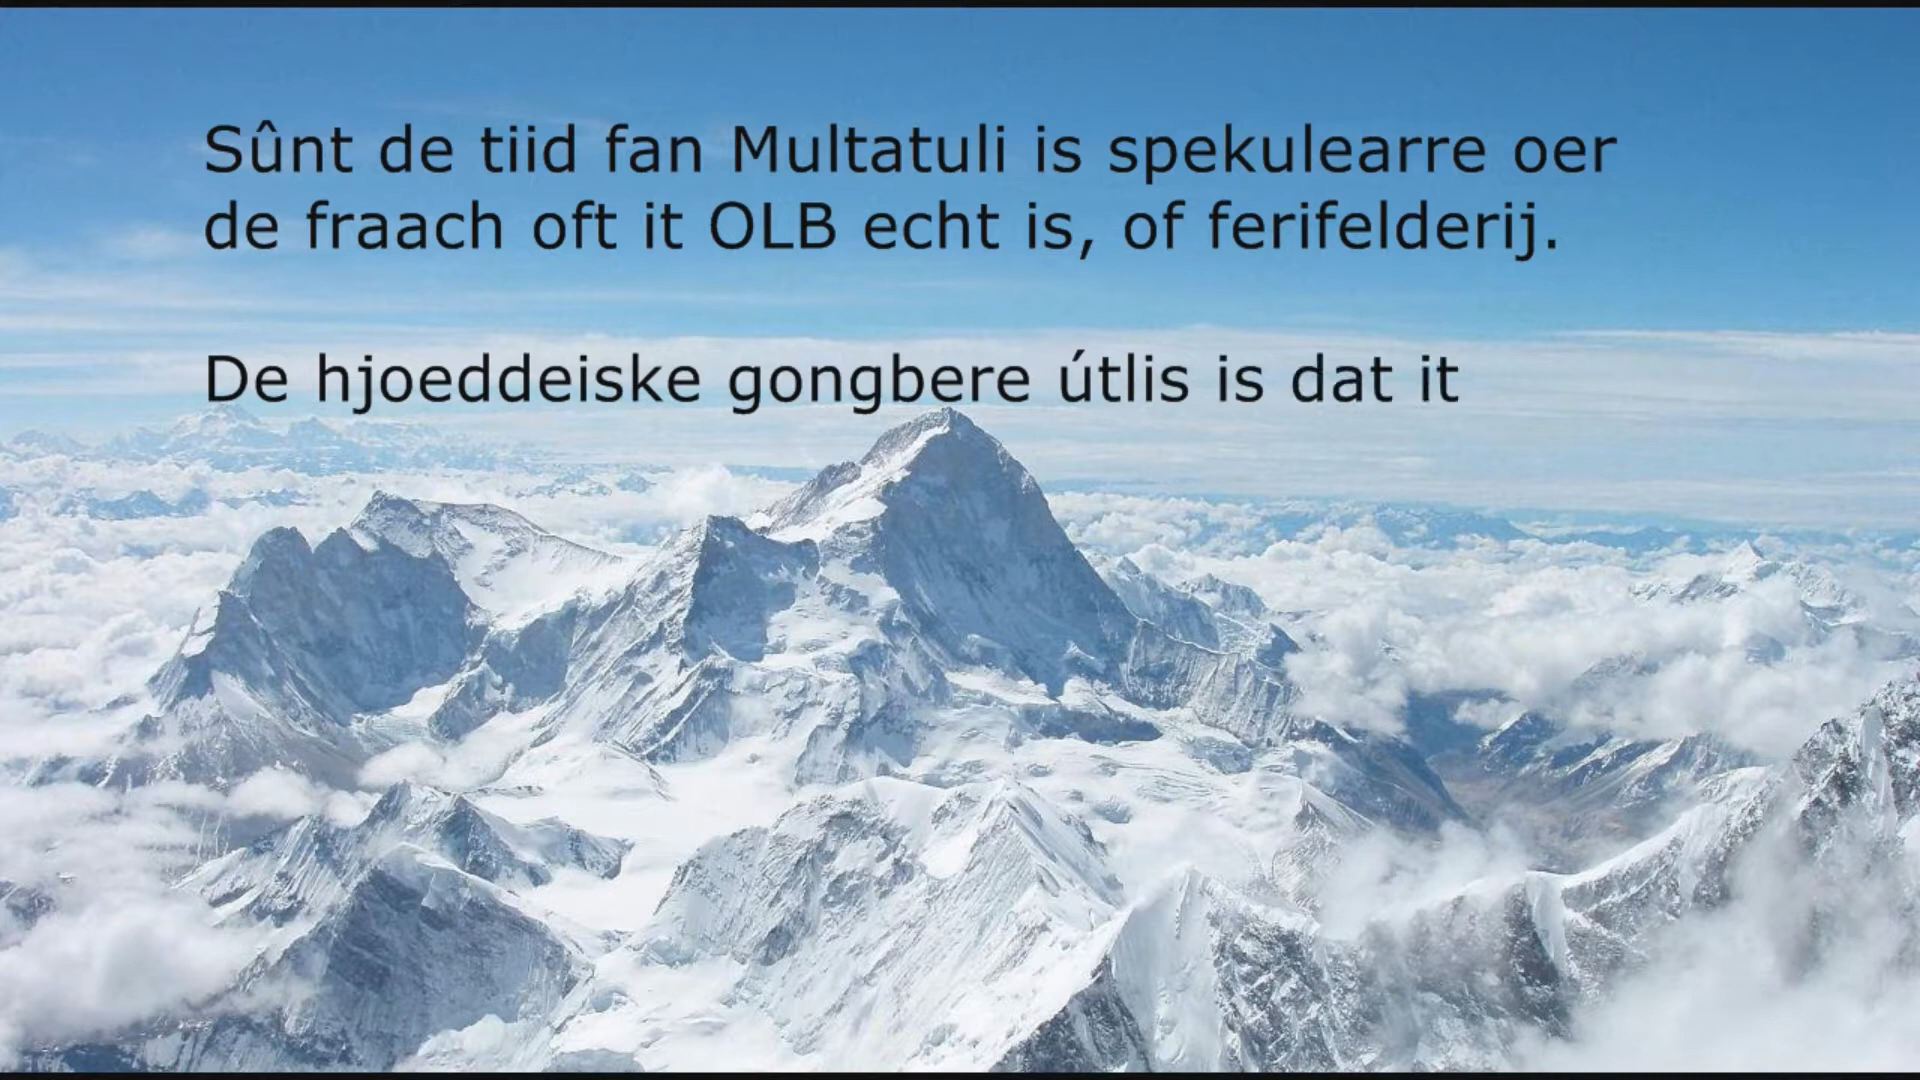 Sûnt de tiid fan Multatuli is spekulearre oer
de fraach oft it OLB echt is, of ferifelderij.
De hjoeddeiske gongbere útlis is dat it